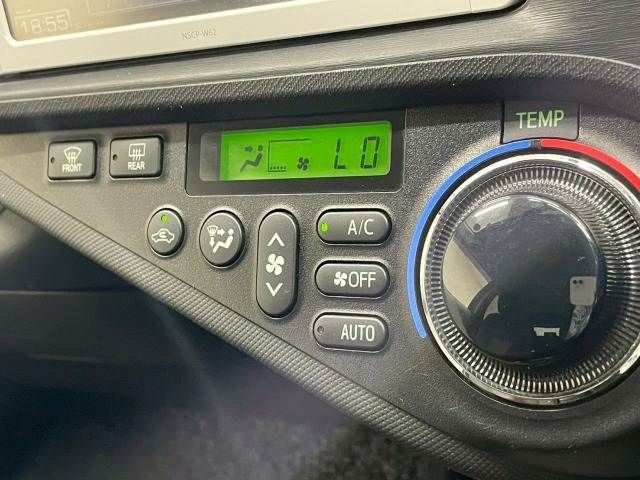 18:55
NSCP-W62
TEMP
FRONT
REAR
LO
A/C
OFF
AUTO